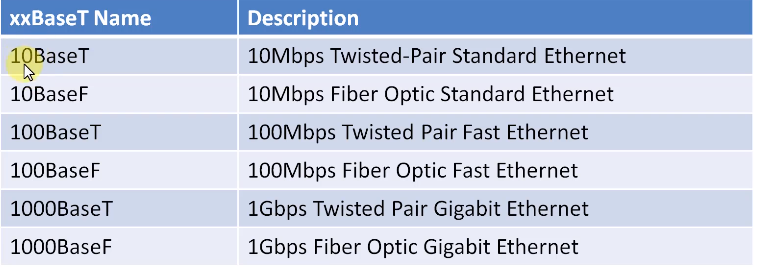 xxBaseT Name Description
10BaseT 10Mbps Twisted-Pair Standard Ethernet
10BaseF 10Mbps Fiber Optic Standard Ethernet
100BaseT 100Mbps Twisted Pair Fast Ethernet
100BaseF 100Mbps Fiber Optic Fast Ethernet
1000BaseT 1Gbps Twisted Pair Gigabit Ethernet
1000BaseF 1Gbps Fiber Optic Gigabit Ethernet